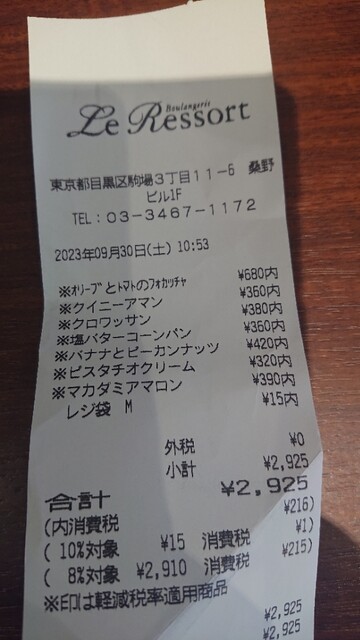 Boulangerie
Le Ressort
東京都目黒区駒場3丁目11-6 桑野
ビル1F
TEL:03-3467-1172
2023年09月30日(土) 10:53
※オリーブとトマトのフォカッチャ ¥680内
※クイニーアマン ¥360内
※クロワッサン ¥380内
※塩バターコーンパン ¥360内
※バナナとピーカンナッツ ¥420内
※ピスタチオクリーム ¥320内
※マカダミアマロン ¥390内
レジ袋 M ¥15内
外税 ¥0
小計 ¥2,925
合計 ¥2,925
(内消費税 ¥216)
( 10%対象 ¥15 消費税 ¥1)
( 8%対象 ¥2,910 消費税 ¥215)
※印は軽減税率適用商品
¥2,925
¥2,925